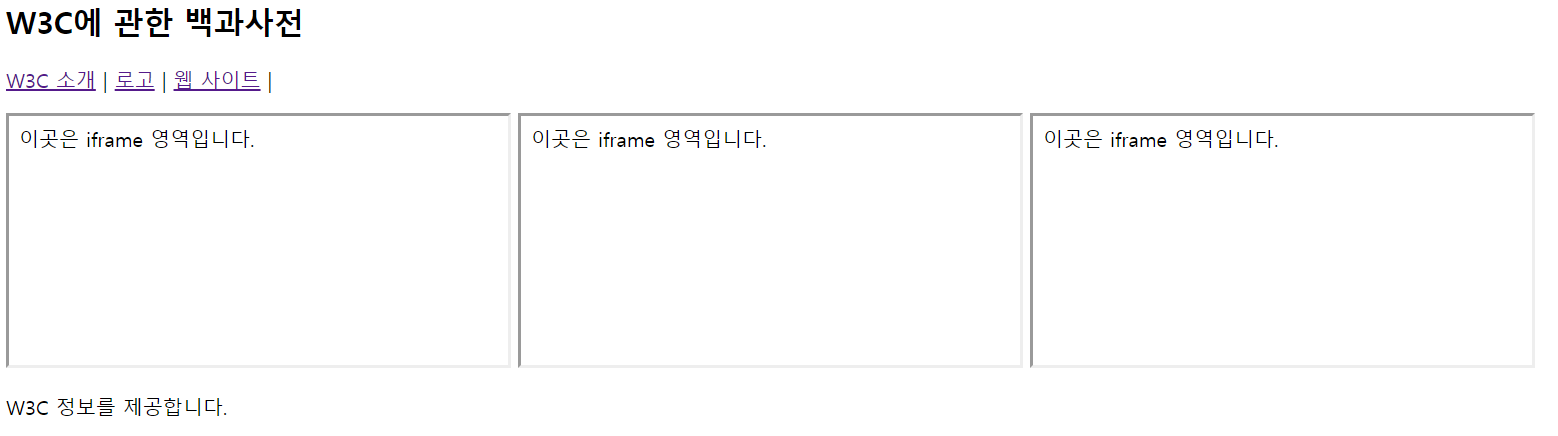 W3C에 관한 백과사전
W3C 소개 | 로고 | 웹 사이트 |
이곳은 iframe 영역입니다. 이곳은 iframe 영역입니다. 이곳은 iframe 영역입니다.
W3C 정보를 제공합니다.